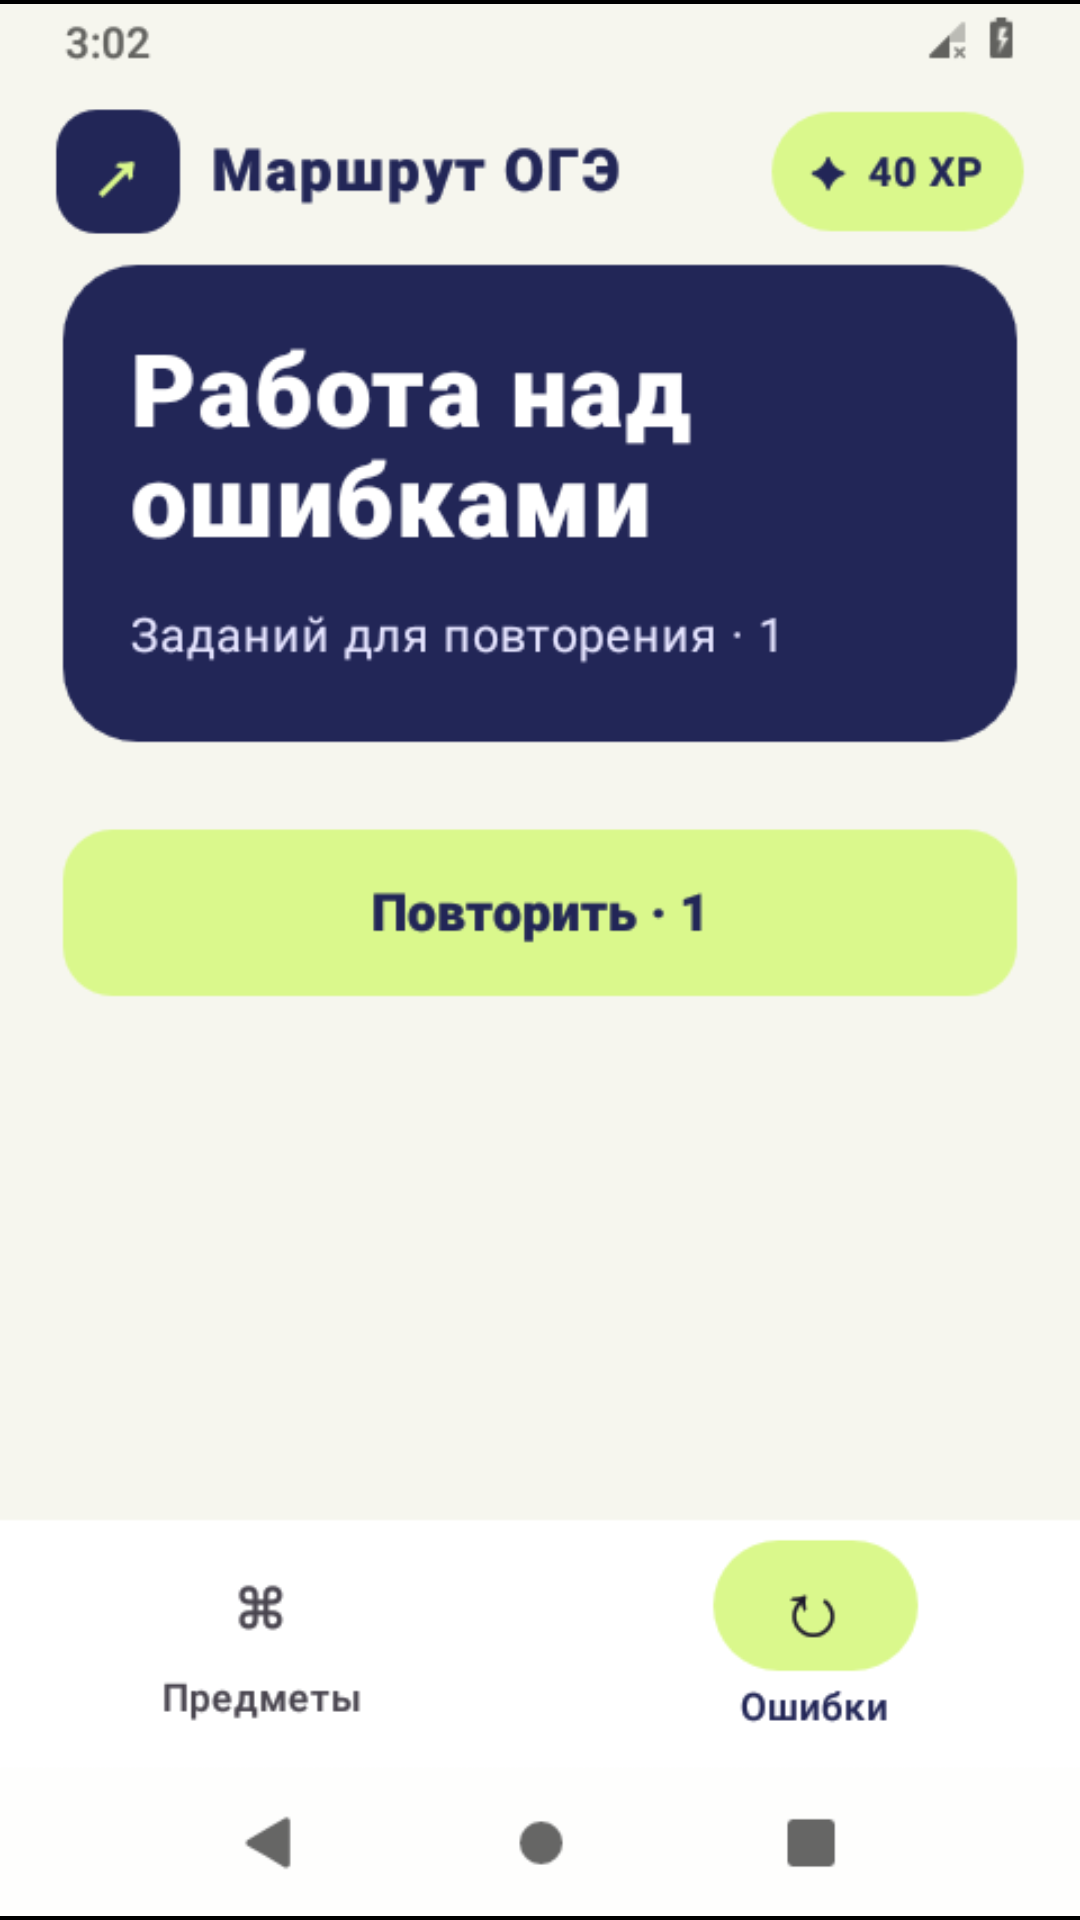 3:02
Маршрут ОГЭ
✦ 40 XP
Работа над
ошибками
Заданий для повторения · 1
Повторить · 1
Предметы
Ошибки